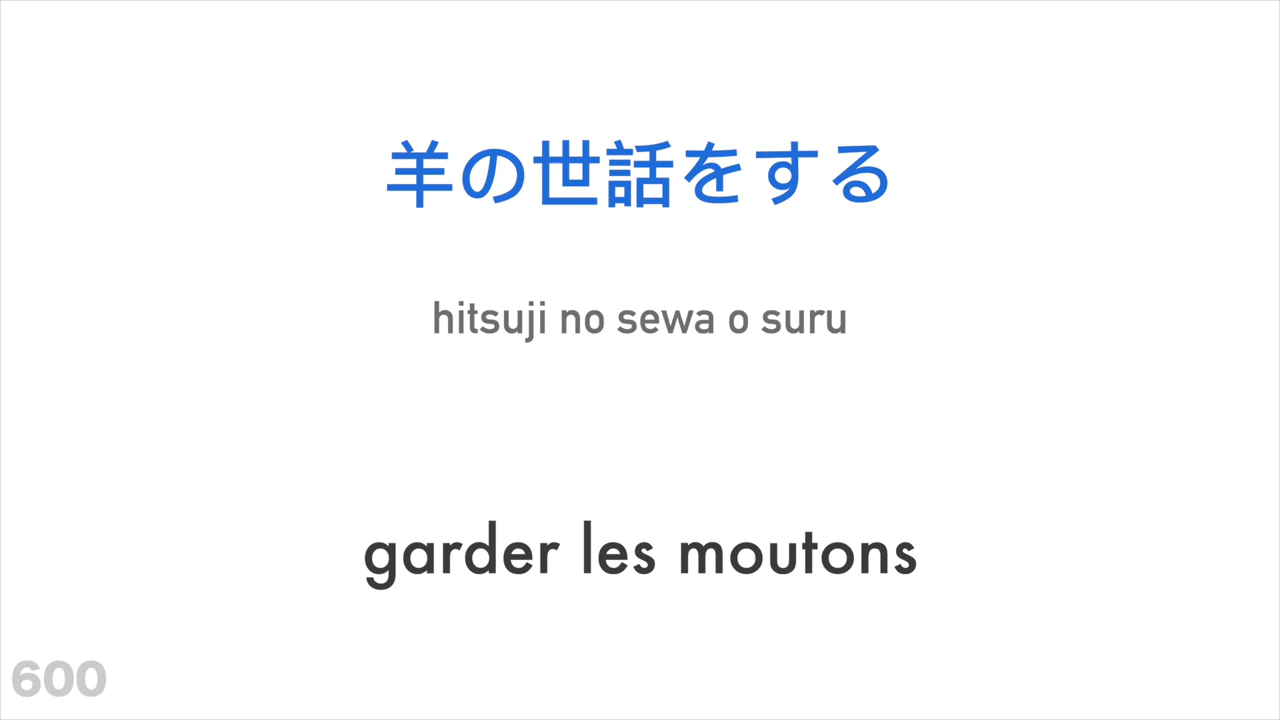 羊の世話をする
hitsuji no sewa o suru
garder les moutons
600